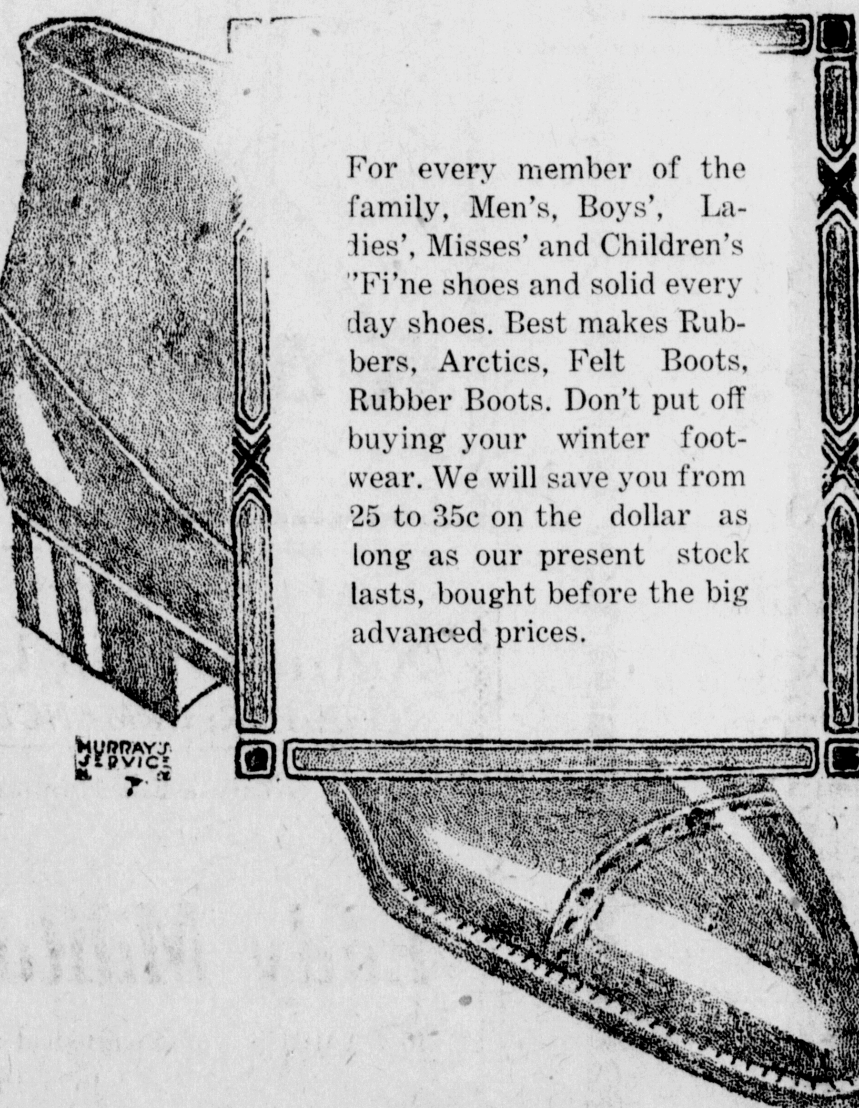 For every member of the
family, Men's, Boys', La-
dies', Misses' and Children's
"Fi'ne shoes and solid every
day shoes. Best makes Rub-
bers, Arctics, Felt Boots,
Rubber Boots. Don't put off
buying your winter foot-
wear. We will save you from
25 to 35c on the dollar as
long as our present stock
lasts, bought before the big
advanced prices.
MURRAY'S
SERVICE